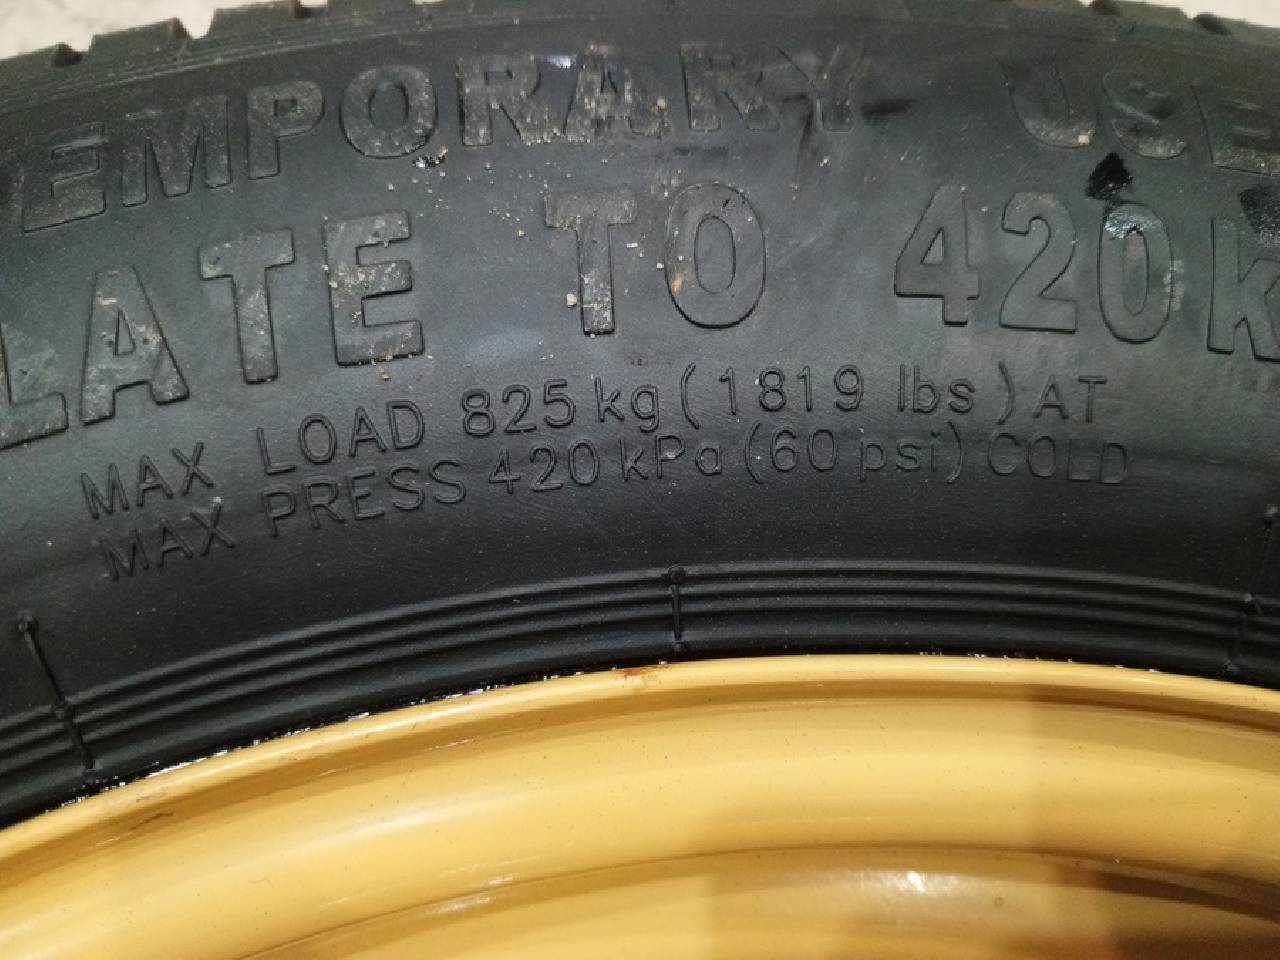 EMPORARY USE
LATE TO 420 k
MAX LOAD 825 kg (1819 lbs) AT
MAX PRESS 420 kPa (60 psi) COLD